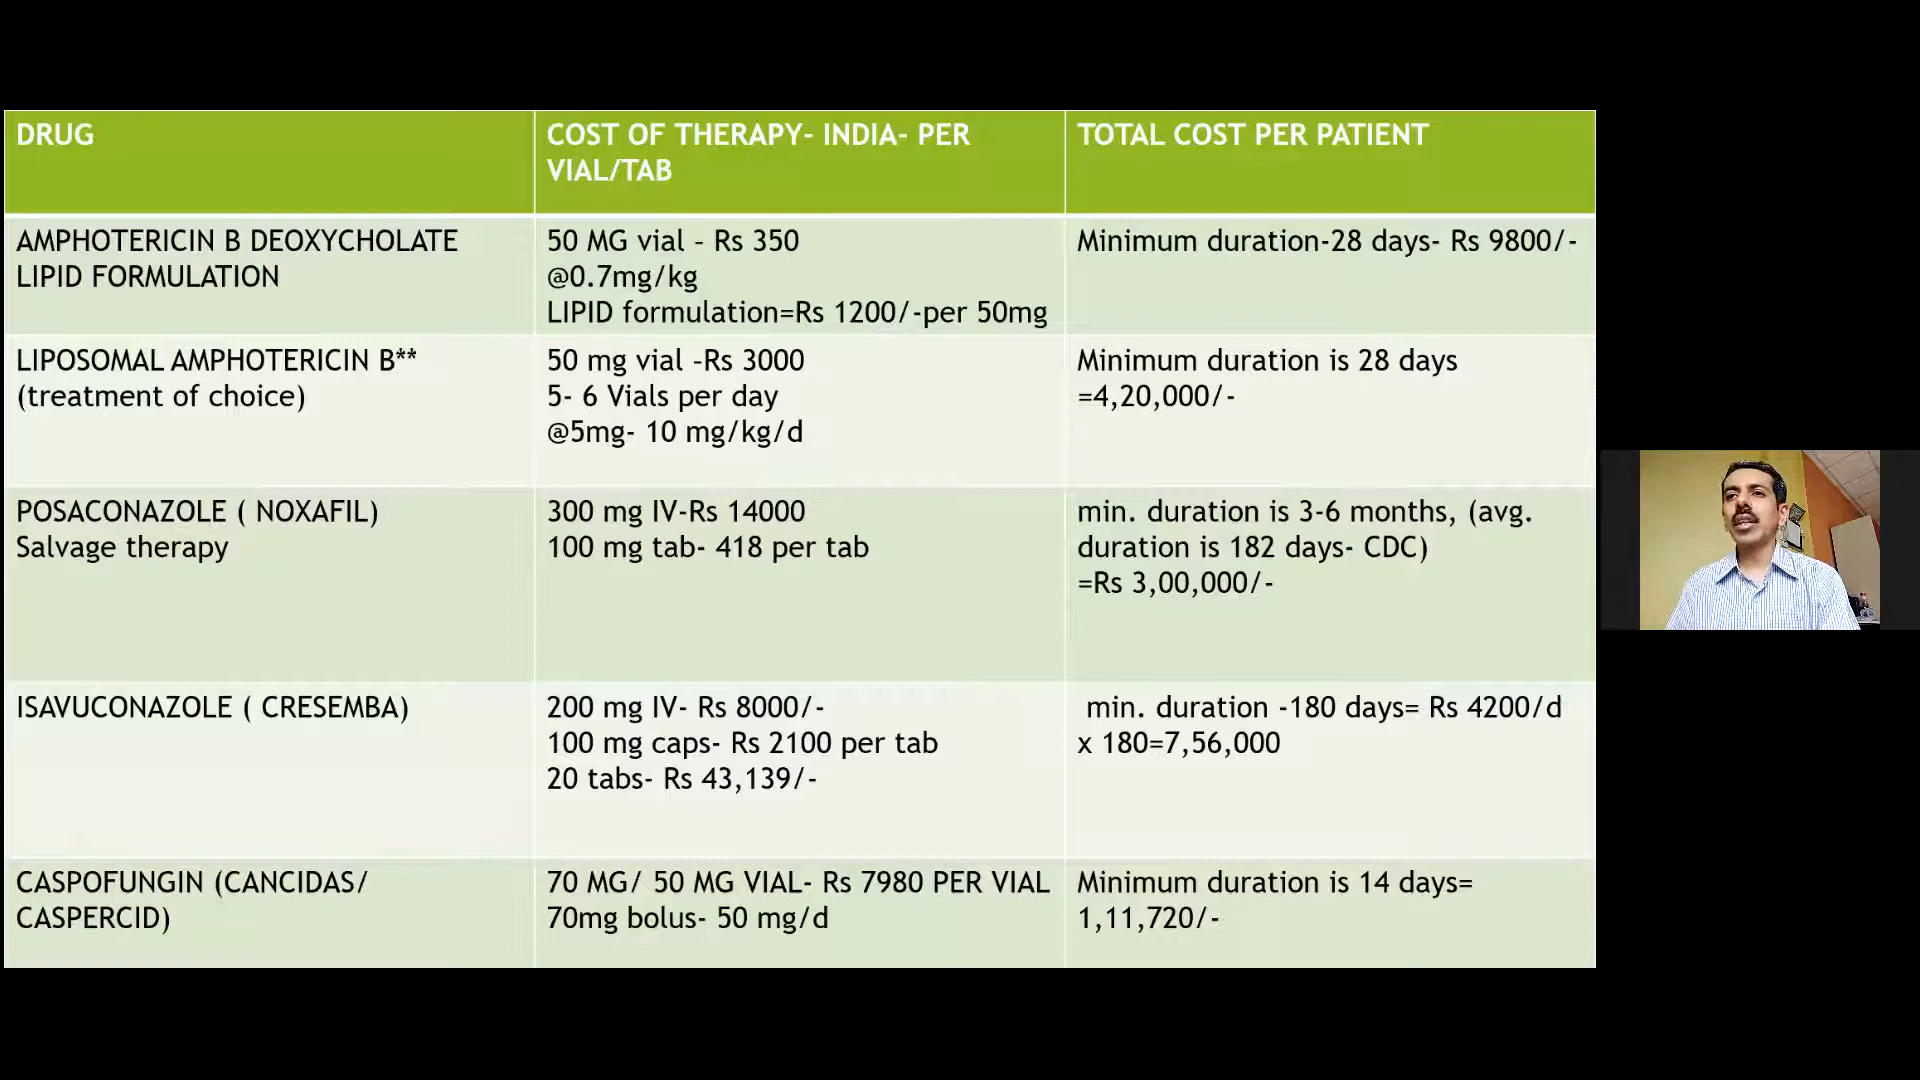 DRUG
COST OF THERAPY- INDIA- PER
VIAL/TAB
TOTAL COST PER PATIENT
AMPHOTERICIN B DEOXYCHOLATE
LIPID FORMULATION
50 MG vial – Rs 350
@0.7mg/kg
LIPID formulation=Rs 1200/-per 50mg
Minimum duration-28 days- Rs 9800/-
LIPOSOMAL AMPHOTERICIN B**
(treatment of choice)
50 mg vial –Rs 3000
5- 6 Vials per day
@5mg- 10 mg/kg/d
Minimum duration is 28 days
=4,20,000/-
POSACONAZOLE ( NOXAFIL)
Salvage therapy
300 mg IV-Rs 14000
100 mg tab- 418 per tab
min. duration is 3-6 months, (avg.
duration is 182 days- CDC)
=Rs 3,00,000/-
ISAVUCONAZOLE ( CRESEMBA)
200 mg IV- Rs 8000/-
100 mg caps- Rs 2100 per tab
20 tabs- Rs 43,139/-
min. duration -180 days= Rs 4200/d
x 180=7,56,000
CASPOFUNGIN (CANCIDAS/
CASPERCID)
70 MG/ 50 MG VIAL- Rs 7980 PER VIAL
70mg bolus- 50 mg/d
Minimum duration is 14 days=
1,11,720/-